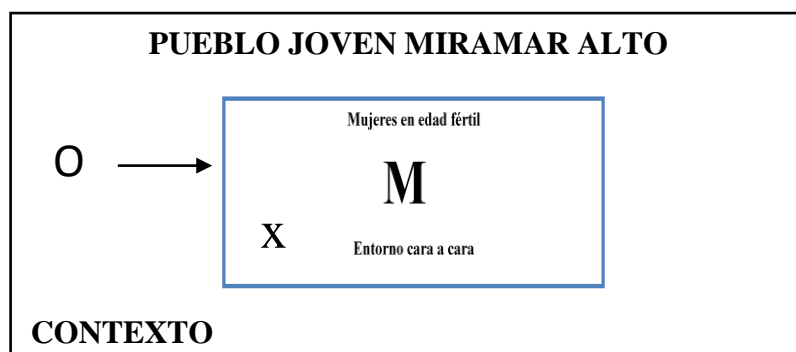 PUEBLO JOVEN MIRAMAR ALTO
Mujeres en edad fértil
O
M
X
Entorno cara a cara
CONTEXTO